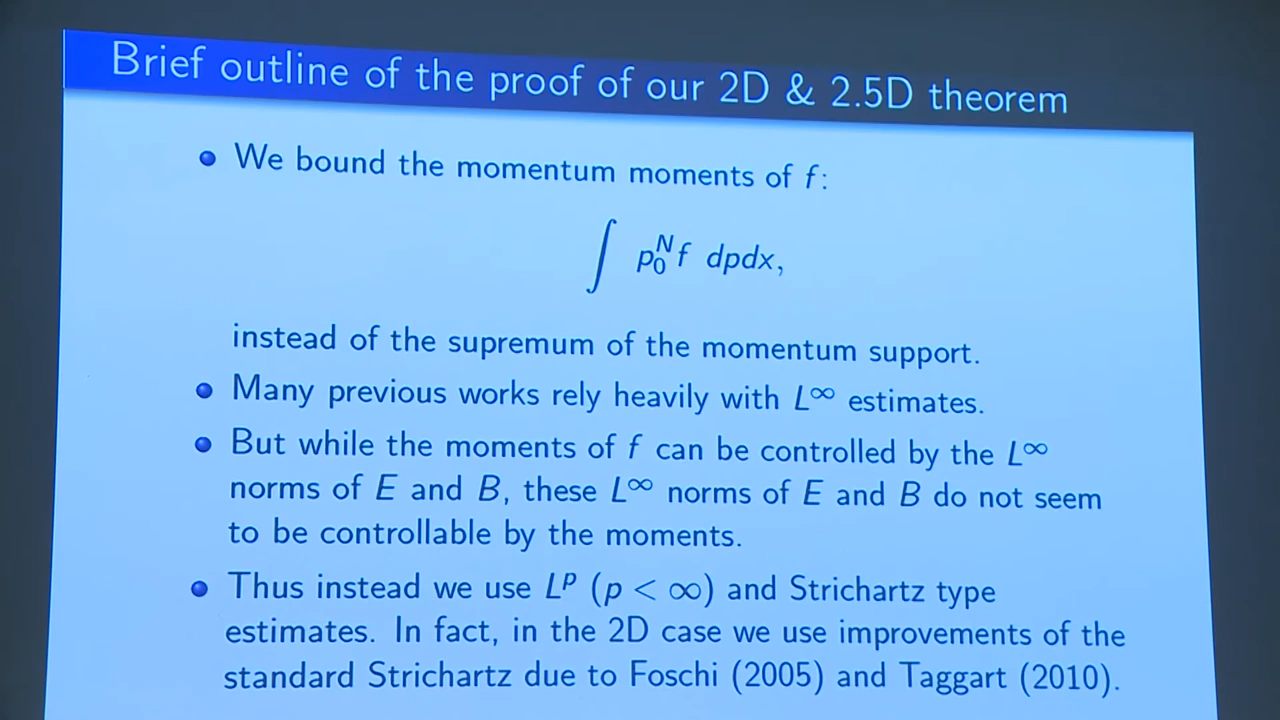 Brief outline of the proof of our 2D & 2.5D theorem
We bound the momentum moments of f:
∫ p₀ᴺ f dpdx,
instead of the supremum of the momentum support.
Many previous works rely heavily with L∞ estimates.
But while the moments of f can be controlled by the L∞
norms of E and B, these L∞ norms of E and B do not seem
to be controllable by the moments.
Thus instead we use Lᵖ (p < ∞) and Strichartz type
estimates. In fact, in the 2D case we use improvements of the
standard Strichartz due to Foschi (2005) and Taggart (2010).